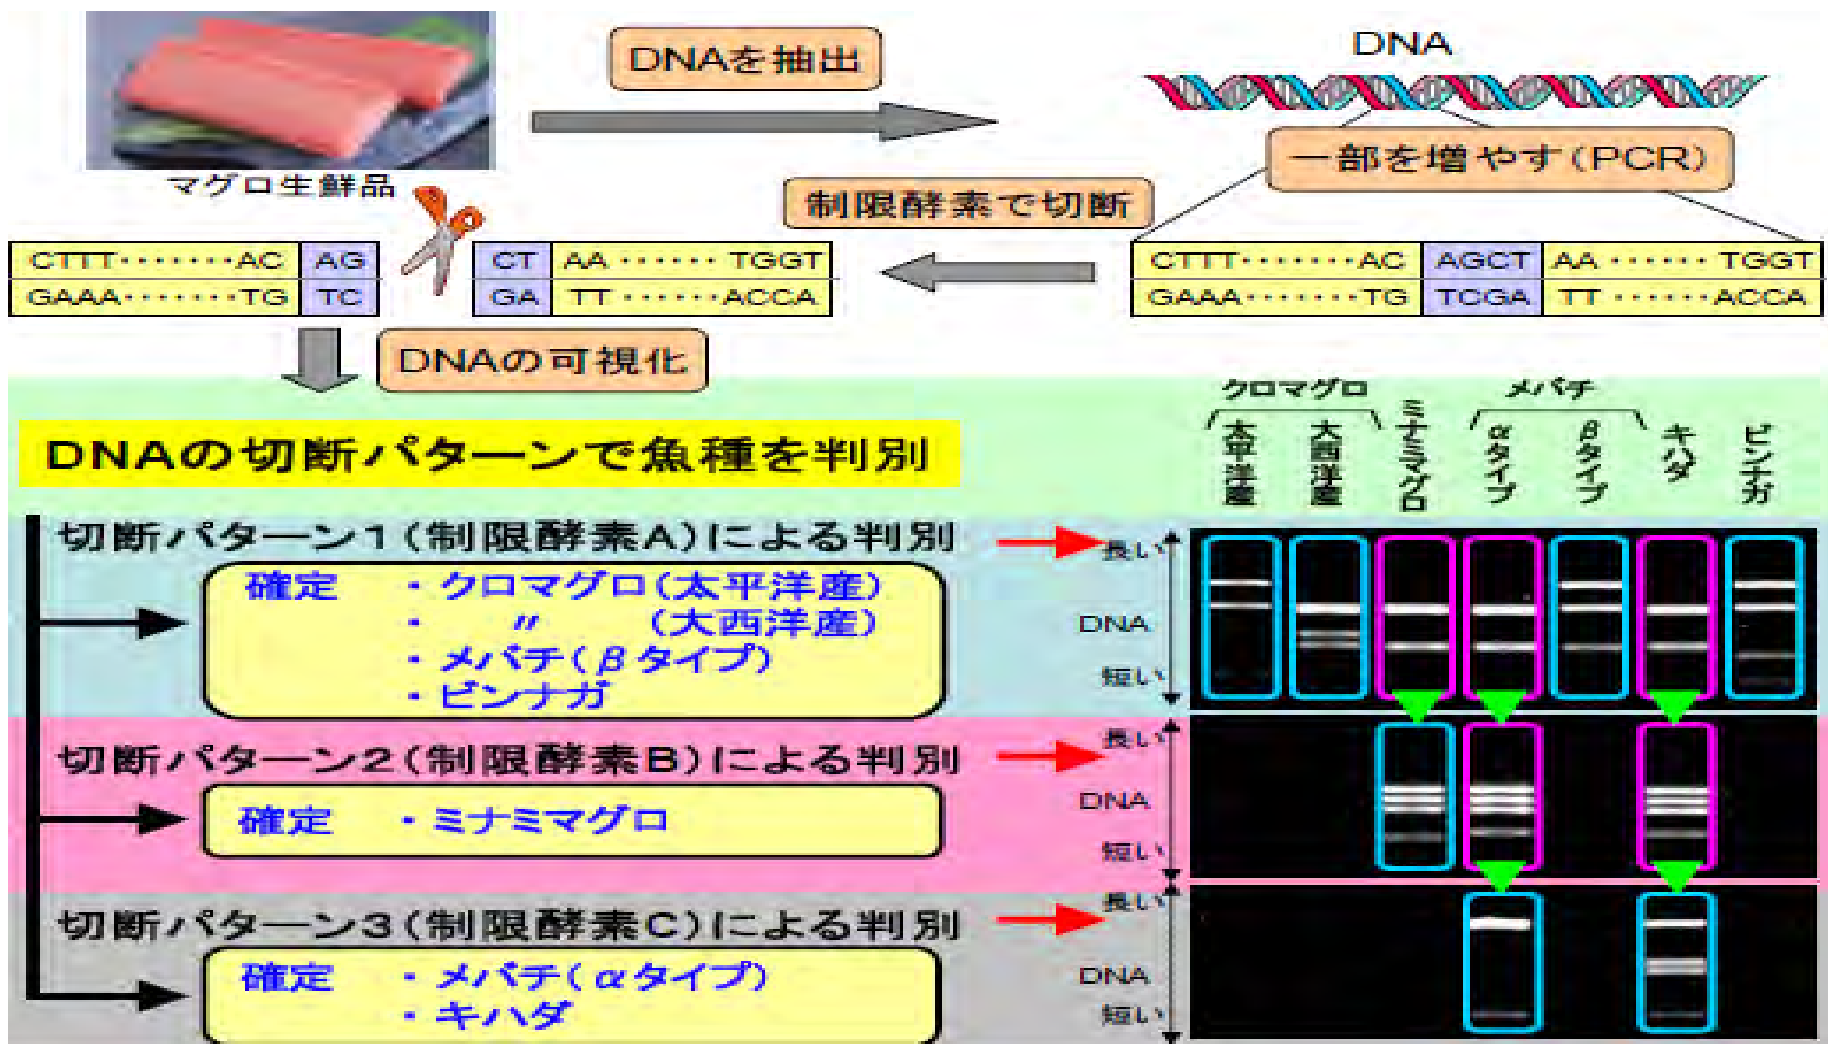 DNAを抽出
DNA
一部を増やす(PCR)
マグロ生鮮品
制限酵素で切断
CTTT・・・・・・・AC AG
GAAA・・・・・・・TG TC
CT AA・・・・・・TGGT
GA TT・・・・・・ACCA
CTTT・・・・・・・AC AGCT AA・・・・・・TGGT
GAAA・・・・・・・TG TCGA TT・・・・・・ACCA
DNAの可視化
DNAの切断パターンで魚種を判別
クロマグロ
太平洋産
大西洋産
ミナミマグロ
メバチ
αタイプ
βタイプ
キハダ
ビンナガ
切断パターン1(制限酵素A)による判別
確定 ・クロマグロ(太平洋産)
・ 〃 (大西洋産)
・メバチ(βタイプ)
・ビンナガ
長い
DNA
短い
切断パターン2(制限酵素B)による判別
確定 ・ミナミマグロ
長い
DNA
短い
切断パターン3(制限酵素C)による判別
確定 ・メバチ(αタイプ)
・キハダ
長い
DNA
短い